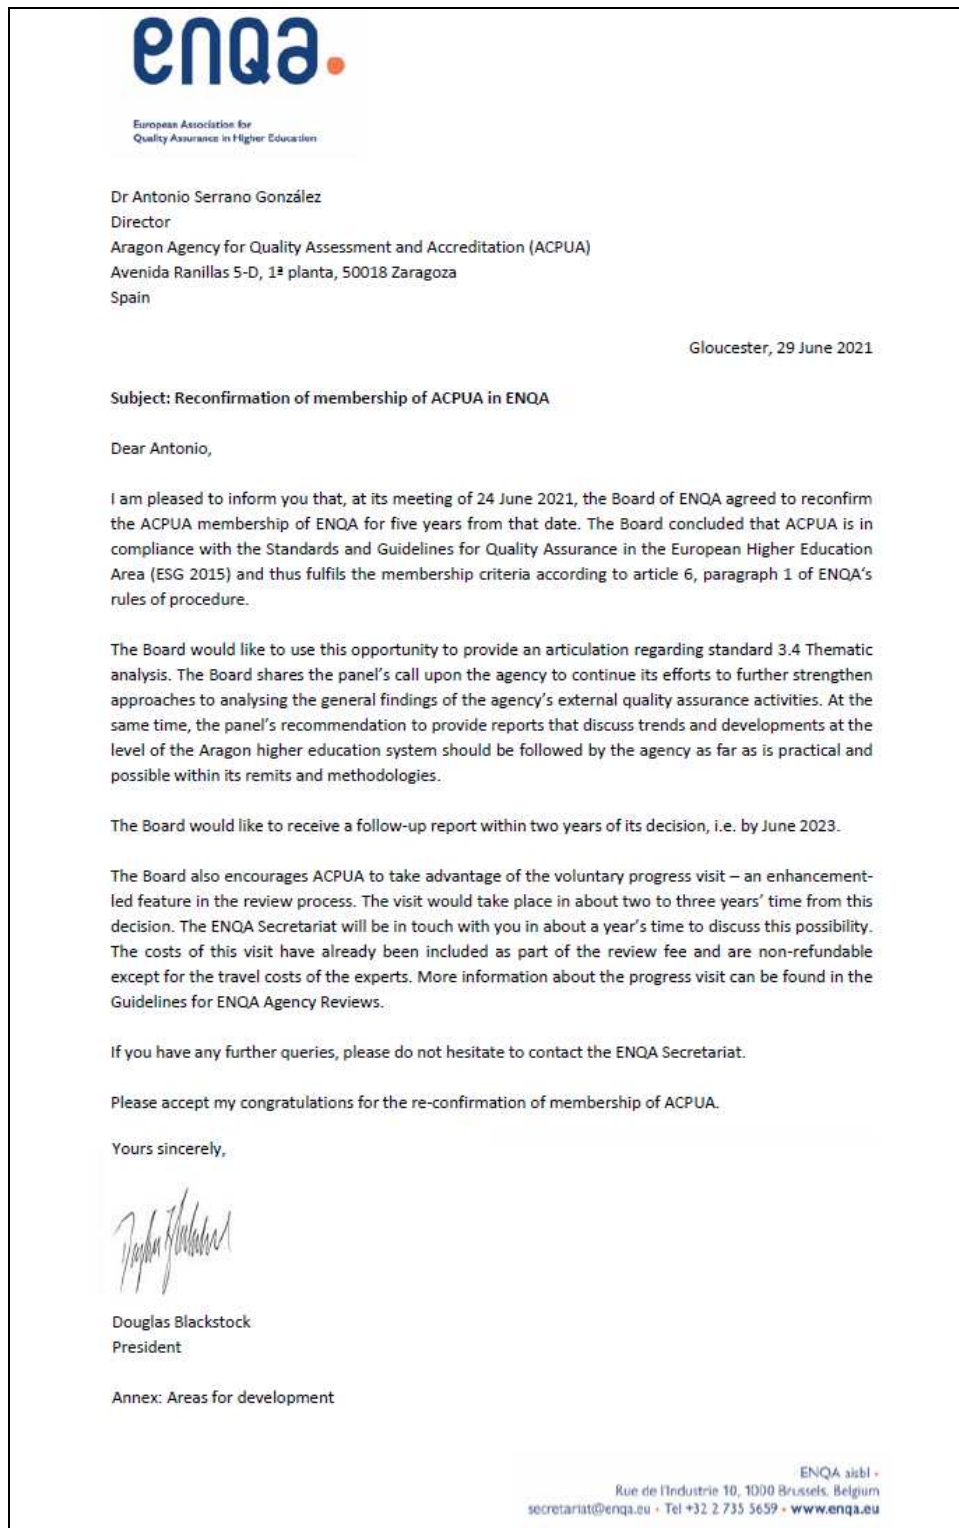 enqa.
European Association for
Quality Assurance in Higher Education
Dr Antonio Serrano González
Director
Aragon Agency for Quality Assessment and Accreditation (ACPUA)
Avenida Ranillas 5-D, 1ª planta, 50018 Zaragoza
Spain
Gloucester, 29 June 2021
Subject: Reconfirmation of membership of ACPUA in ENQA
Dear Antonio,
I am pleased to inform you that, at its meeting of 24 June 2021, the Board of ENQA agreed to reconfirm
the ACPUA membership of ENQA for five years from that date. The Board concluded that ACPUA is in
compliance with the Standards and Guidelines for Quality Assurance in the European Higher Education
Area (ESG 2015) and thus fulfils the membership criteria according to article 6, paragraph 1 of ENQA's
rules of procedure.
The Board would like to use this opportunity to provide an articulation regarding standard 3.4 Thematic
analysis. The Board shares the panel's call upon the agency to continue its efforts to further strengthen
approaches to analysing the general findings of the agency's external quality assurance activities. At the
same time, the panel's recommendation to provide reports that discuss trends and developments at the
level of the Aragon higher education system should be followed by the agency as far as is practical and
possible within its remits and methodologies.
The Board would like to receive a follow-up report within two years of its decision, i.e. by June 2023.
The Board also encourages ACPUA to take advantage of the voluntary progress visit – an enhancement-
led feature in the review process. The visit would take place in about two to three years' time from this
decision. The ENQA Secretariat will be in touch with you in about a year's time to discuss this possibility.
The costs of this visit have already been included as part of the review fee and are non-refundable
except for the travel costs of the experts. More information about the progress visit can be found in the
Guidelines for ENQA Agency Reviews.
If you have any further queries, please do not hesitate to contact the ENQA Secretariat.
Please accept my congratulations for the re-confirmation of membership of ACPUA.
Yours sincerely,
Douglas Blackstock
President
Annex: Areas for development
ENQA aisbl •
Rue de l'Industrie 10, 1000 Brussels, Belgium
secretariat@enqa.eu • Tel +32 2 735 5659 • www.enqa.eu